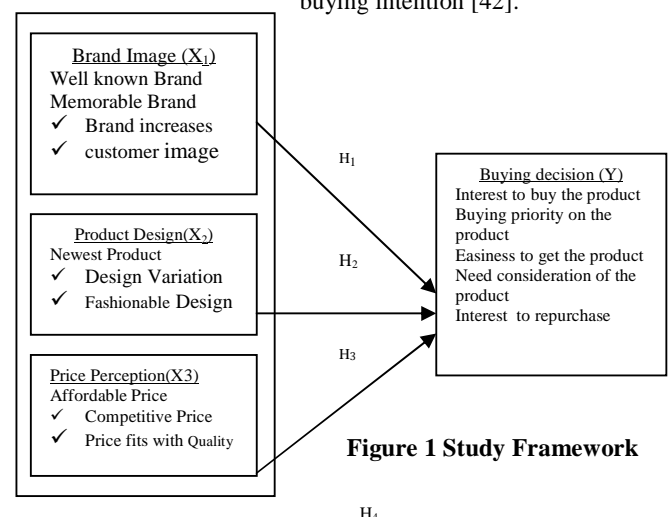 buying intention [42].
Brand Image (X1)
Well known Brand
Memorable Brand
✓ Brand increases
✓ customer image
H1
Buying decision (Y)
Interest to buy the product
Buying priority on the
product
Easiness to get the product
Need consideration of the
product
Interest to repurchase
Product Design(X2)
Newest Product
✓ Design Variation
✓ Fashionable Design
H2
H3
Price Perception(X3)
Affordable Price
✓ Competitive Price
✓ Price fits with Quality
Figure 1 Study Framework
H4